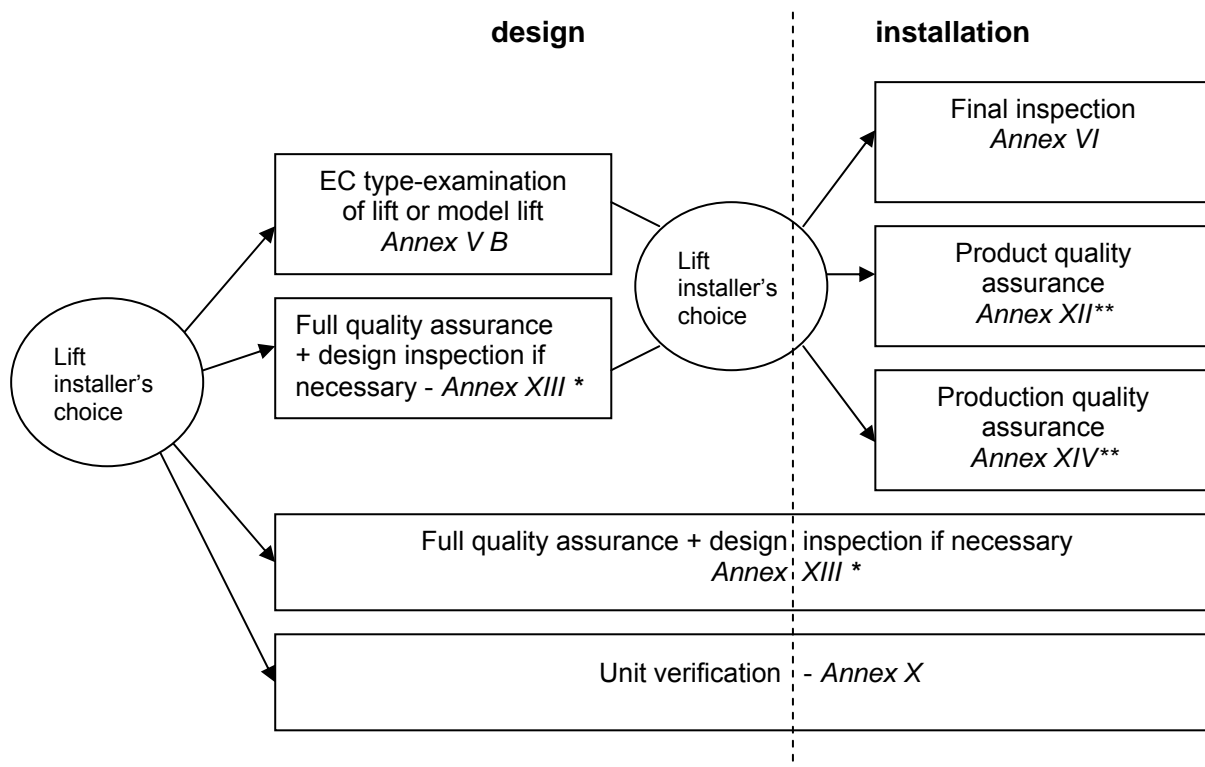 design
installation
Final inspection
Annex VI
EC type-examination
of lift or model lift
Annex V B
Lift
installer's
choice
Product quality
assurance
Annex XII**
Lift
installer's
choice
Full quality assurance
+ design inspection if
necessary - Annex XIII *
Production quality
assurance
Annex XIV**
Full quality assurance + design inspection if necessary
Annex XIII *
Unit verification - Annex X